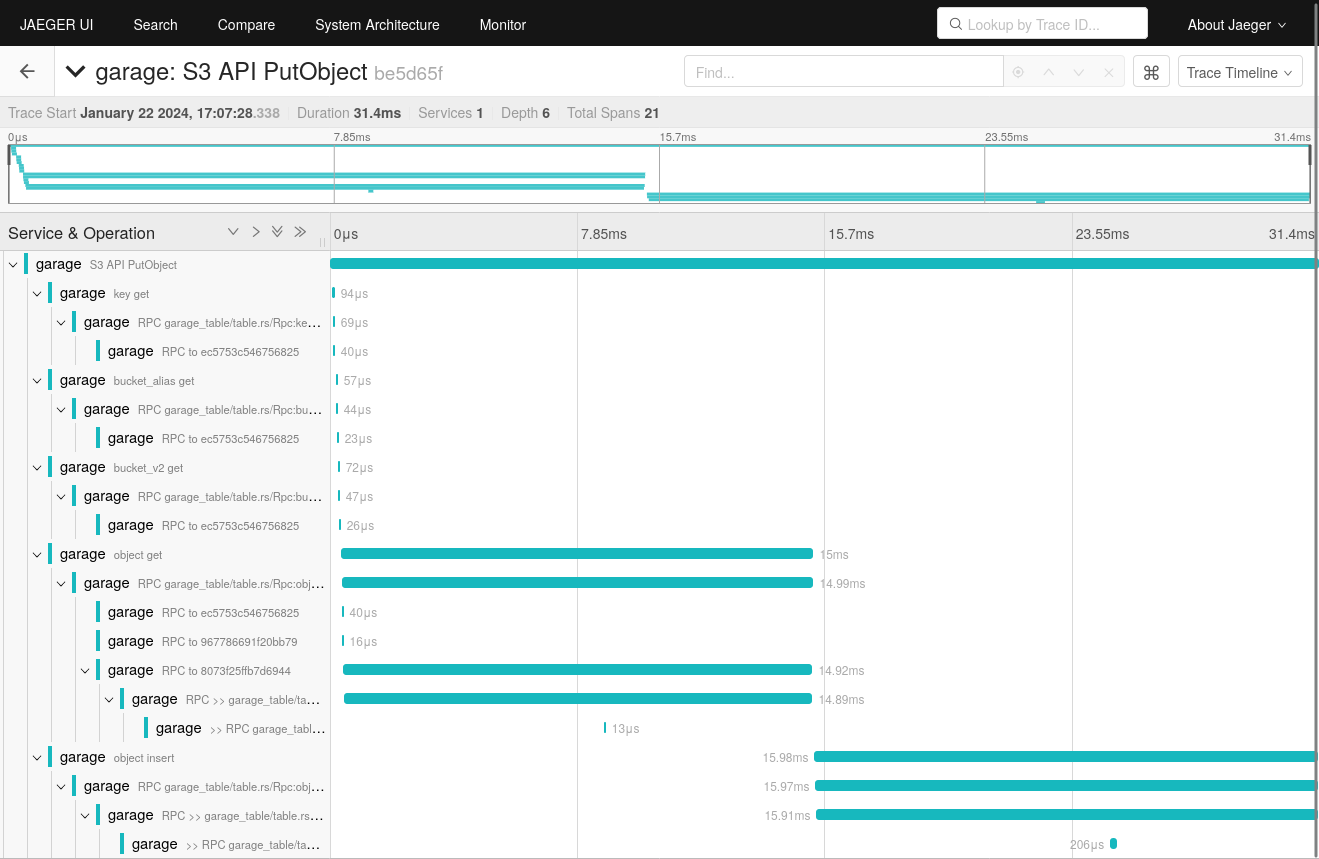 JAEGER UI Search Compare System Architecture Monitor Lookup by Trace ID... About Jaeger
garage: S3 API PutObject be5d65f Find... ⌘ Trace Timeline
Trace Start January 22 2024, 17:07:28.338 Duration 31.4ms Services 1 Depth 6 Total Spans 21
0μs 7.85ms 15.7ms 23.55ms 31.4ms
Service & Operation 0μs 7.85ms 15.7ms 23.55ms 31.4ms
garage S3 API PutObject
garage key get 94μs
garage RPC garage_table/table.rs/Rpc:ke... 69μs
garage RPC to ec5753c546756825 40μs
garage bucket_alias get 57μs
garage RPC garage_table/table.rs/Rpc:bu... 44μs
garage RPC to ec5753c546756825 23μs
garage bucket_v2 get 72μs
garage RPC garage_table/table.rs/Rpc:bu... 47μs
garage RPC to ec5753c546756825 26μs
garage object get 15ms
garage RPC garage_table/table.rs/Rpc:obj... 14.99ms
garage RPC to ec5753c546756825 40μs
garage RPC to 967786691f20bb79 16μs
garage RPC to 8073f25ffb7d6944 14.92ms
garage RPC >> garage_table/ta... 14.89ms
garage >> RPC garage_tabl... 13μs
garage object insert 15.98ms
garage RPC garage_table/table.rs/Rpc:obj... 15.97ms
garage RPC >> garage_table/table.rs... 15.91ms
garage >> RPC garage_table/ta... 206μs